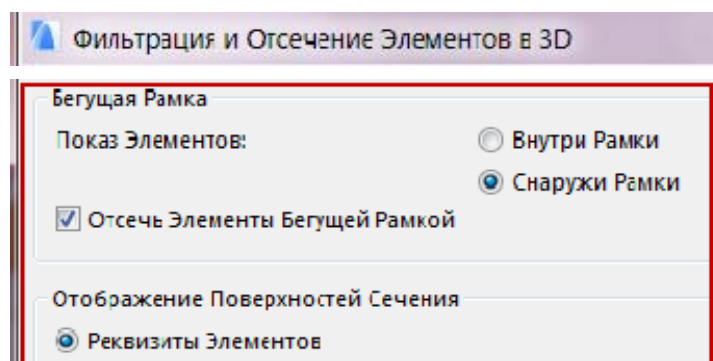 Фильтрация и Отсечение Элементов в 3D
Бегущая Рамка
Показ Элементов:
Внутри Рамки
Снаружи Рамки
Отсечь Элементы Бегущей Рамкой
Отображение Поверхностей Сечения
Реквизиты Элементов